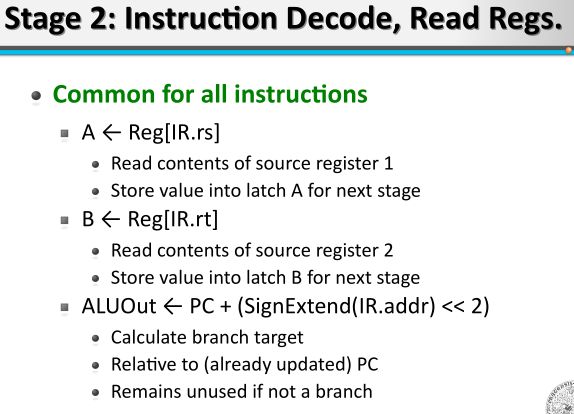 Stage 2: Instruction Decode, Read Regs.
Common for all instructions
A ← Reg[IR.rs]
Read contents of source register 1
Store value into latch A for next stage
B ← Reg[IR.rt]
Read contents of source register 2
Store value into latch B for next stage
ALUOut ← PC + (SignExtend(IR.addr) << 2)
Calculate branch target
Relative to (already updated) PC
Remains unused if not a branch